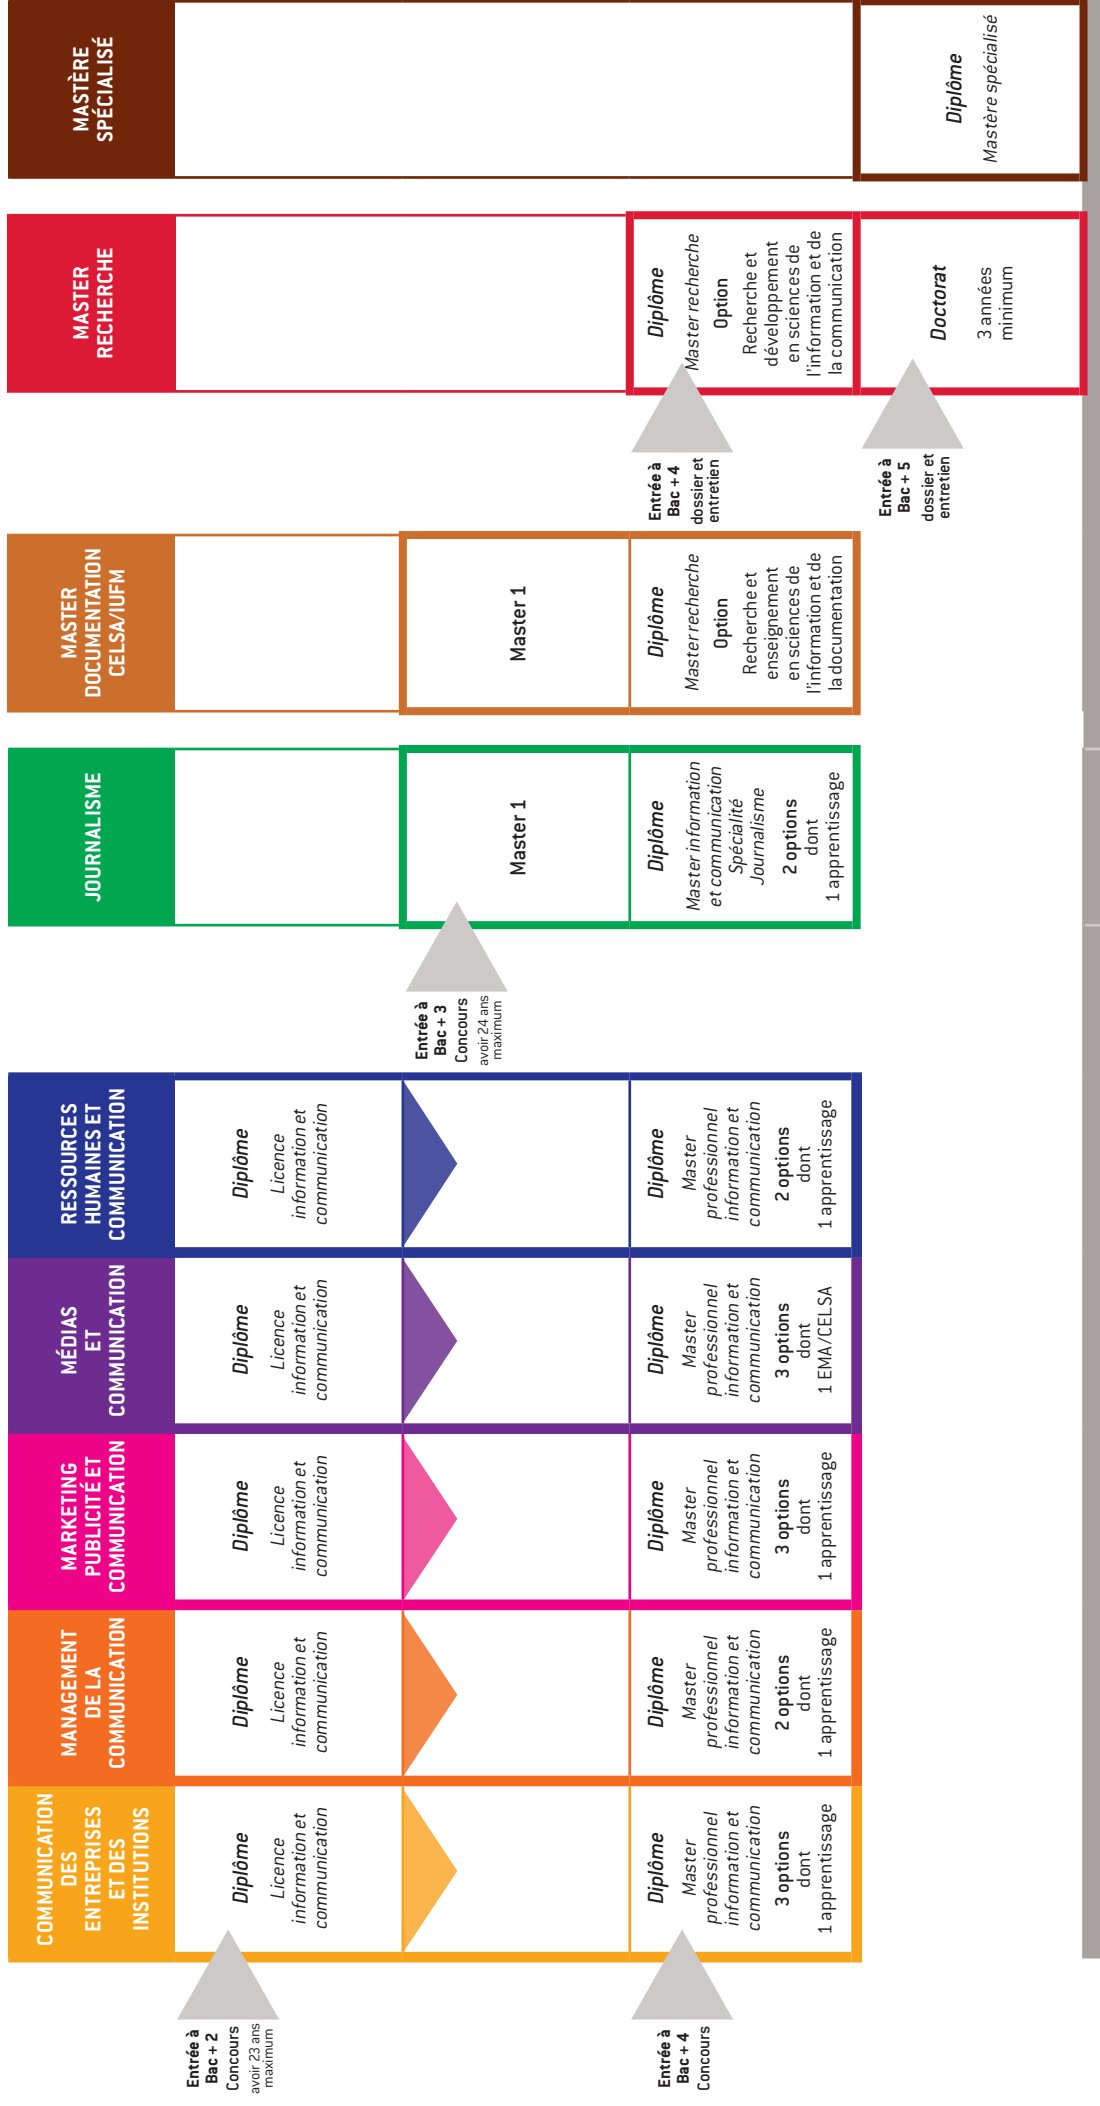 COMMUNICATION
DES
ENTREPRISES
ET DES
INSTITUTIONS
MANAGEMENT
DE LA
COMMUNICATION
MARKETING
PUBLICITÉ ET
COMMUNICATION
MÉDIAS
ET
COMMUNICATION
RESSOURCES
HUMAINES ET
COMMUNICATION
JOURNALISME
MASTER
DOCUMENTATION
CELSA/IUFM
MASTER
RECHERCHE
MASTÈRE
SPÉCIALISÉ
Entrée à
Bac + 2
Concours
avoir 23 ans
maximum
Diplôme
Licence
information et
communication
Diplôme
Licence
information et
communication
Diplôme
Licence
information et
communication
Diplôme
Licence
information et
communication
Diplôme
Licence
information et
communication
Entrée à
Bac + 3
Concours
avoir 24 ans
maximum
Master 1
Master 1
Entrée à
Bac + 4
Concours
Diplôme
Master
professionnel
information et
communication
3 options
dont
1 apprentissage
Diplôme
Master
professionnel
information et
communication
2 options
dont
1 apprentissage
Diplôme
Master
professionnel
information et
communication
3 options
dont
1 apprentissage
Diplôme
Master
professionnel
information et
communication
3 options
dont
1 EMA/CELSA
Diplôme
Master
professionnel
information et
communication
2 options
dont
1 apprentissage
Diplôme
Master information
et communication
Spécialité
Journalisme
2 options
dont
1 apprentissage
Diplôme
Master recherche
Option
Recherche et
enseignement
en sciences de
l'information et de
la documentation
Entrée à
Bac + 4
dossier et
entretien
Diplôme
Master recherche
Option
Recherche et
développement
en sciences de
l'information et de
la communication
Entrée à
Bac + 5
dossier et
entretien
Doctorat
3 années
minimum
Diplôme
Mastère spécialisé